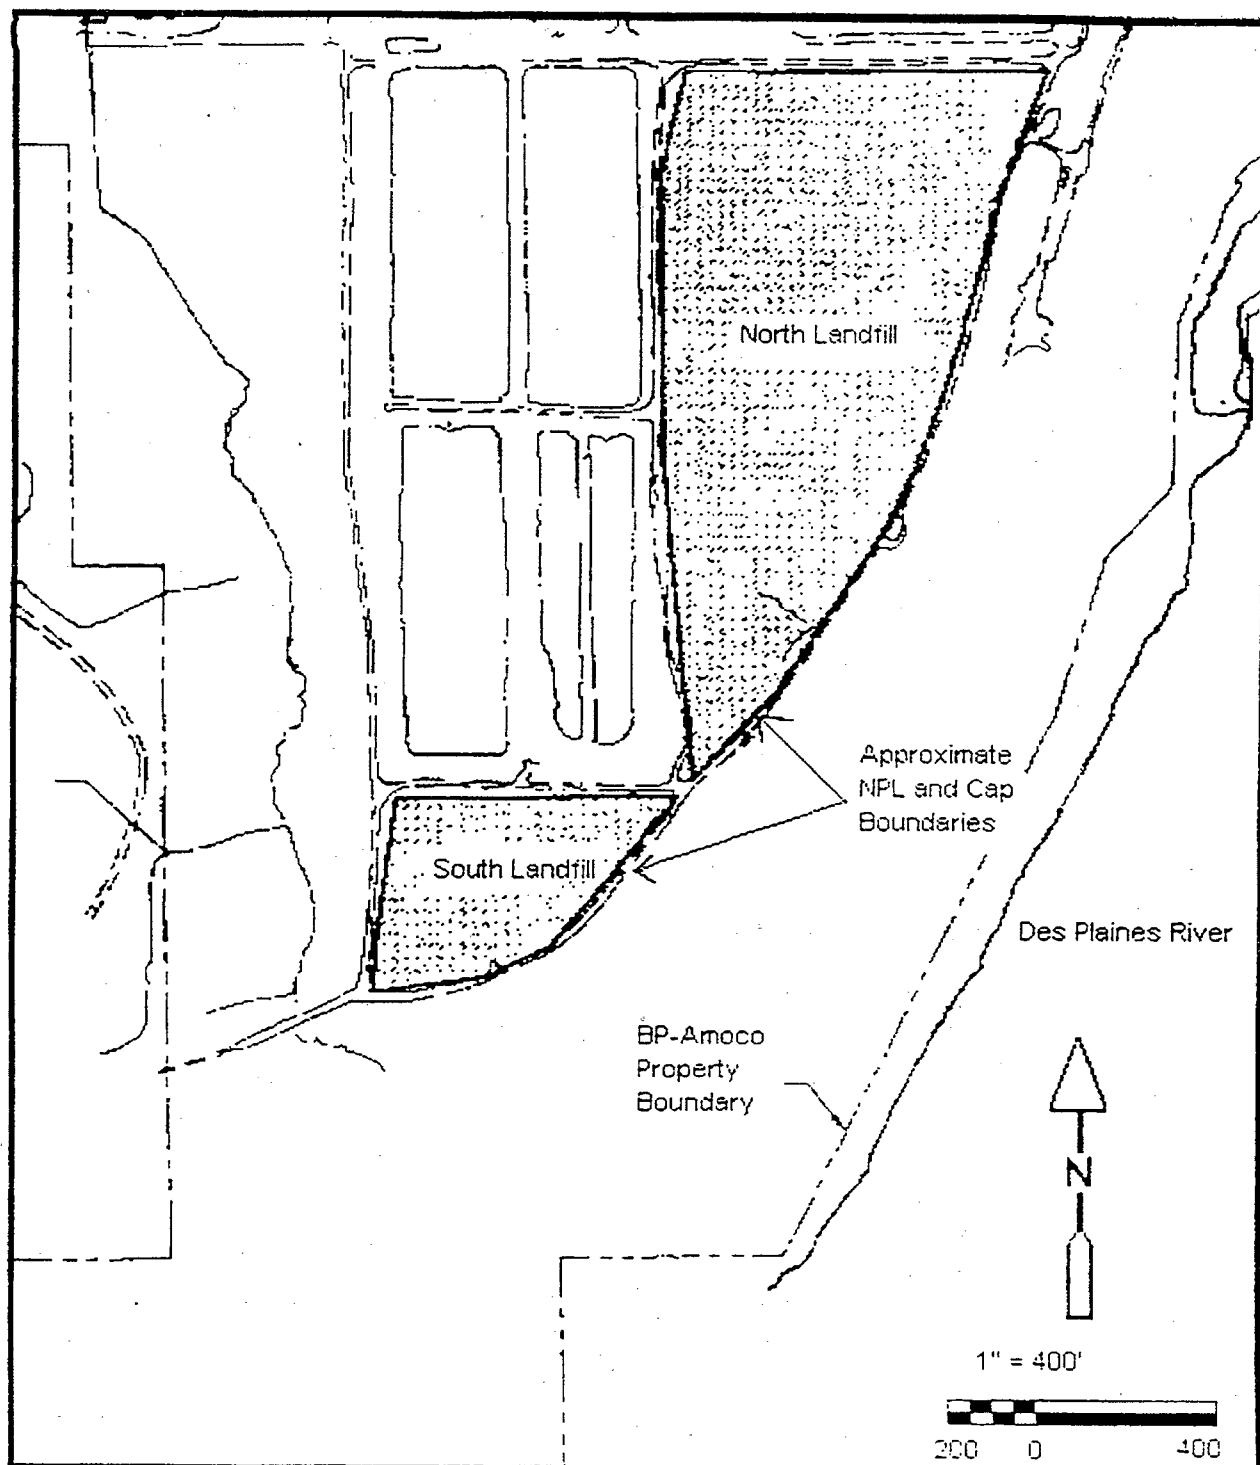 North Landfill
Approximate
NPL and Cap
Boundaries
South Landfill
Des Plaines River
BP-Amoco
Property
Boundary
N
1" = 400'
200 0 400